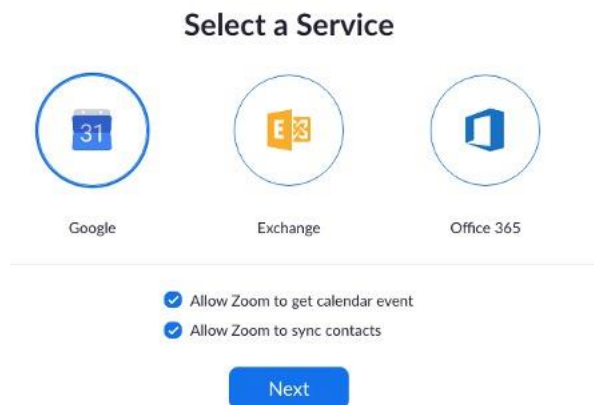 Select a Service
31
E
Google
Exchange
Office 365
Allow Zoom to get calendar event
Allow Zoom to sync contacts
Next